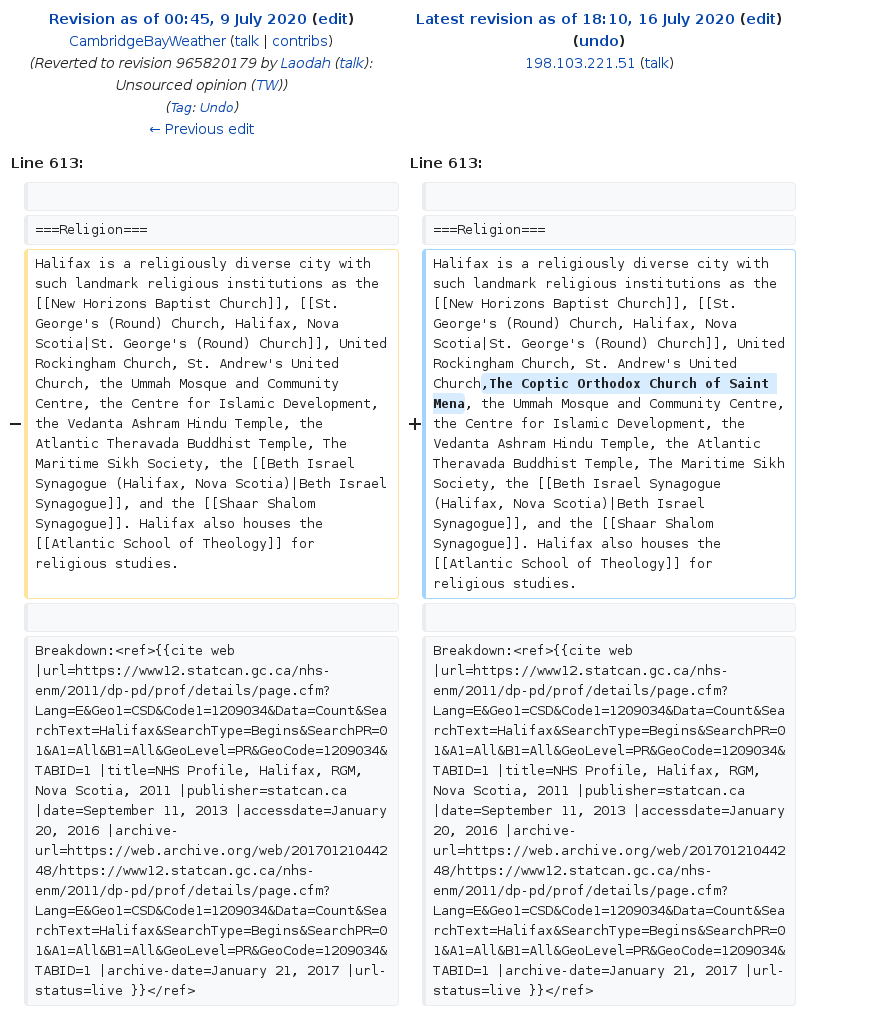 Revision as of 00:45, 9 July 2020 (edit)
CambridgeBayWeather (talk | contribs)
(Reverted to revision 965820179 by Laodah (talk):
Unsourced opinion (TW))
(Tag: Undo)
← Previous edit
Latest revision as of 18:10, 16 July 2020 (edit)
(undo)
198.103.221.51 (talk)
Line 613:
Line 613:
===Religion===
===Religion===
−
Halifax is a religiously diverse city with
such landmark religious institutions as the
[[New Horizons Baptist Church]], [[St.
George's (Round) Church, Halifax, Nova
Scotia|St. George's (Round) Church]], United
Rockingham Church, St. Andrew's United
Church, the Ummah Mosque and Community
Centre, the Centre for Islamic Development,
the Vedanta Ashram Hindu Temple, the
Atlantic Theravada Buddhist Temple, The
Maritime Sikh Society, the [[Beth Israel
Synagogue (Halifax, Nova Scotia)|Beth Israel
Synagogue]], and the [[Shaar Shalom
Synagogue]]. Halifax also houses the
[[Atlantic School of Theology]] for
religious studies.
+
Halifax is a religiously diverse city with
such landmark religious institutions as the
[[New Horizons Baptist Church]], [[St.
George's (Round) Church, Halifax, Nova
Scotia|St. George's (Round) Church]], United
Rockingham Church, St. Andrew's United
Church,The Coptic Orthodox Church of Saint
Mena, the Ummah Mosque and Community Centre,
the Centre for Islamic Development, the
Vedanta Ashram Hindu Temple, the Atlantic
Theravada Buddhist Temple, The Maritime Sikh
Society, the [[Beth Israel Synagogue
(Halifax, Nova Scotia)|Beth Israel
Synagogue]], and the [[Shaar Shalom
Synagogue]]. Halifax also houses the
[[Atlantic School of Theology]] for
religious studies.
Breakdown:<ref>{{cite web
|url=https://www12.statcan.gc.ca/nhs-
enm/2011/dp-pd/prof/details/page.cfm?
Lang=E&Geo1=CSD&Code1=1209034&Data=Count&Sea
rchText=Halifax&SearchType=Begins&SearchPR=0
1&A1=All&B1=All&GeoLevel=PR&GeoCode=1209034&
TABID=1 |title=NHS Profile, Halifax, RGM,
Nova Scotia, 2011 |publisher=statcan.ca
|date=September 11, 2013 |accessdate=January
20, 2016 |archive-
url=https://web.archive.org/web/201701210442
48/https://www12.statcan.gc.ca/nhs-
enm/2011/dp-pd/prof/details/page.cfm?
Lang=E&Geo1=CSD&Code1=1209034&Data=Count&Sea
rchText=Halifax&SearchType=Begins&SearchPR=0
1&A1=All&B1=All&GeoLevel=PR&GeoCode=1209034&
TABID=1 |archive-date=January 21, 2017 |url-
status=live }}</ref>
Breakdown:<ref>{{cite web
|url=https://www12.statcan.gc.ca/nhs-
enm/2011/dp-pd/prof/details/page.cfm?
Lang=E&Geo1=CSD&Code1=1209034&Data=Count&Sea
rchText=Halifax&SearchType=Begins&SearchPR=0
1&A1=All&B1=All&GeoLevel=PR&GeoCode=1209034&
TABID=1 |title=NHS Profile, Halifax, RGM,
Nova Scotia, 2011 |publisher=statcan.ca
|date=September 11, 2013 |accessdate=January
20, 2016 |archive-
url=https://web.archive.org/web/201701210442
48/https://www12.statcan.gc.ca/nhs-
enm/2011/dp-pd/prof/details/page.cfm?
Lang=E&Geo1=CSD&Code1=1209034&Data=Count&Sea
rchText=Halifax&SearchType=Begins&SearchPR=0
1&A1=All&B1=All&GeoLevel=PR&GeoCode=1209034&
TABID=1 |archive-date=January 21, 2017 |url-
status=live }}</ref>